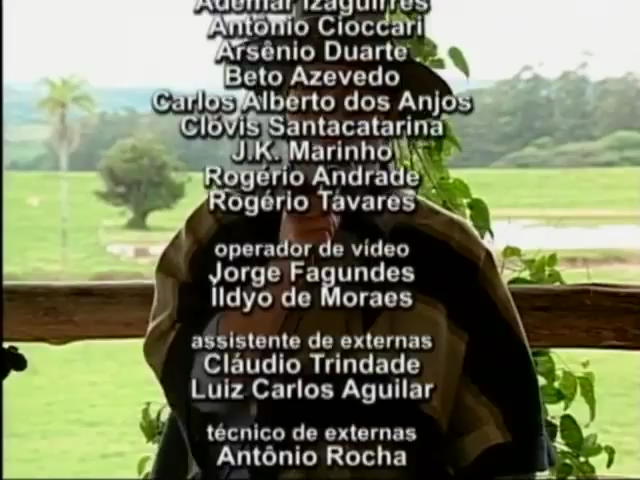 Ademar Izaguirres
Antônio Cioccari
Arsênio Duarte
Beto Azevedo
Carlos Alberto dos Anjos
Clóvis Santacatarina
J.K. Marinho
Rogério Andrade
Rogério Tavares
operador de vídeo
Jorge Fagundes
Ildyo de Moraes
assistente de externas
Cláudio Trindade
Luiz Carlos Aguilar
técnico de externas
Antônio Rocha